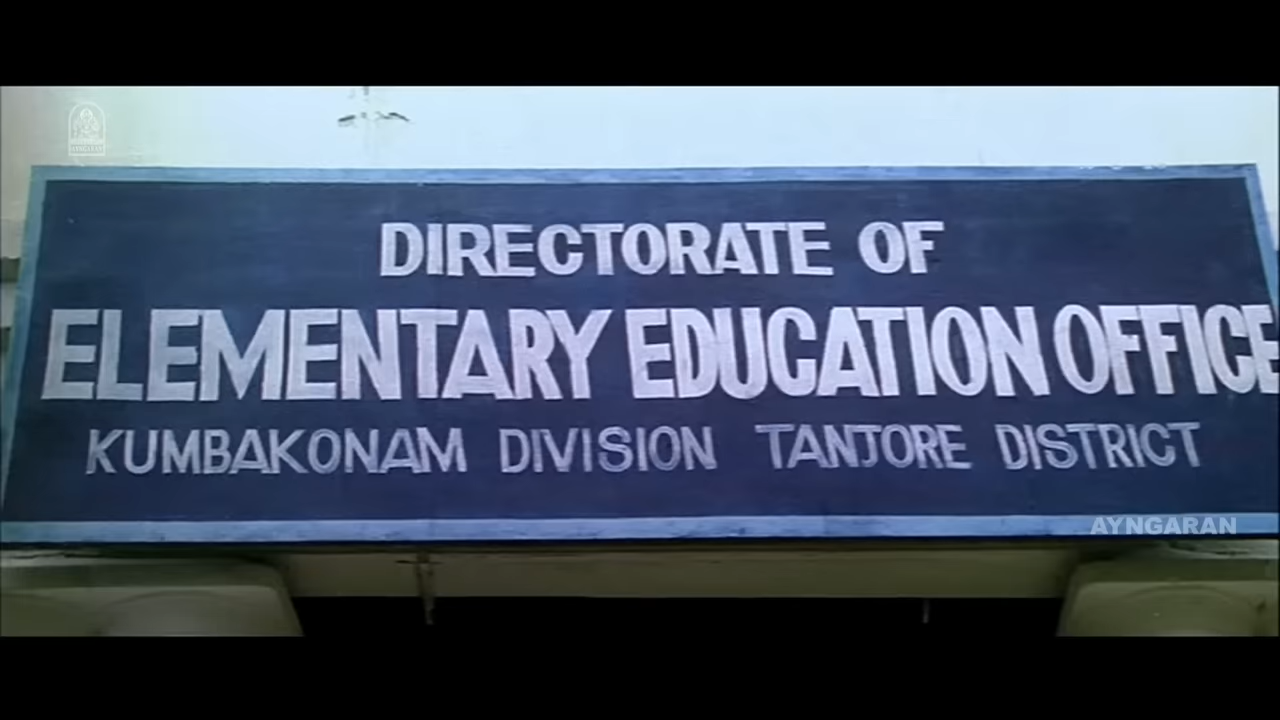 DIRECTORATE OF
ELEMENTARY EDUCATION OFFICE
KUMBAKONAM DIVISION TANJORE DISTRICT
AYNGARAN